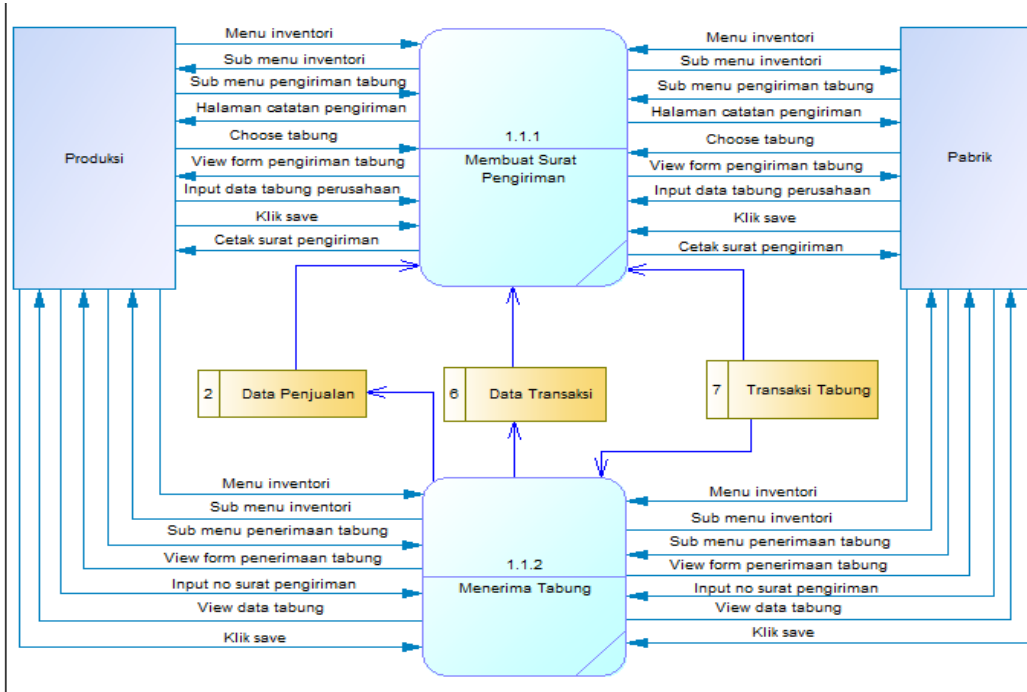 Menu inventori
Sub menu inventori
Sub menu pengiriman tabung
Halaman catatan pengiriman
Choose tabung
View form pengiriman tabung
Input data tabung perusahaan
Klik save
Cetak surat pengiriman
Produksi
1.1.1
Membuat Surat
Pengiriman
Menu inventori
Sub menu inventori
Sub menu pengiriman tabung
Halaman catatan pengiriman
Choose tabung
View form pengiriman tabung
Input data tabung perusahaan
Klik save
Cetak surat pengiriman
Pabrik
2 Data Penjualan
6 Data Transaksi
7 Transaksi Tabung
Menu inventori
Sub menu inventori
Sub menu penerimaan tabung
View form penerimaan tabung
Input no surat pengiriman
View data tabung
Klik save
1.1.2
Menerima Tabung
Menu inventori
Sub menu inventori
Sub menu penerimaan tabung
View form penerimaan tabung
Input no surat pengiriman
View data tabung
Klik save